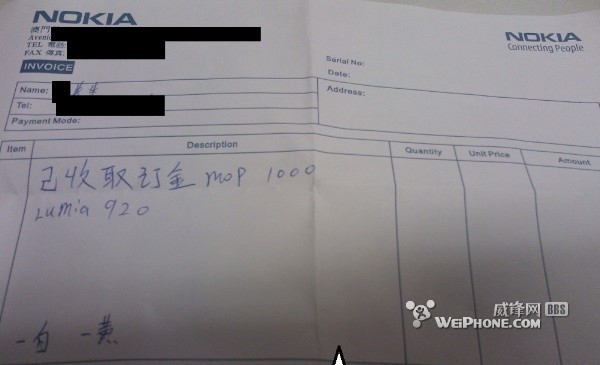 NOKIA
澳門
Avenid
TEL 電話:
FAX 傳真:
INVOICE
NOKIA
Connecting People
Serial No:
Date:
Name:
Tel:
Payment Mode:
Address:
Item Description Quantity Unit Price Amount
已收取訂金 MOP 1000
Lumia 920
一白 一黄
威锋网 BBS
WEIPHONE.COM